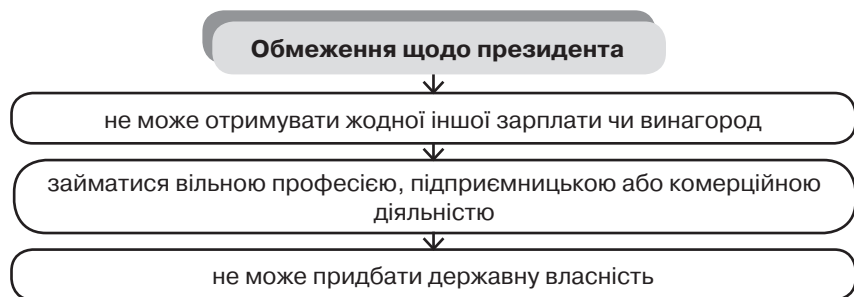 Обмеження щодо президента
не може отримувати жодної іншої зарплати чи винагород
займатися вільною професією, підприємницькою або комерційною
діяльністю
не може придбати державну власність